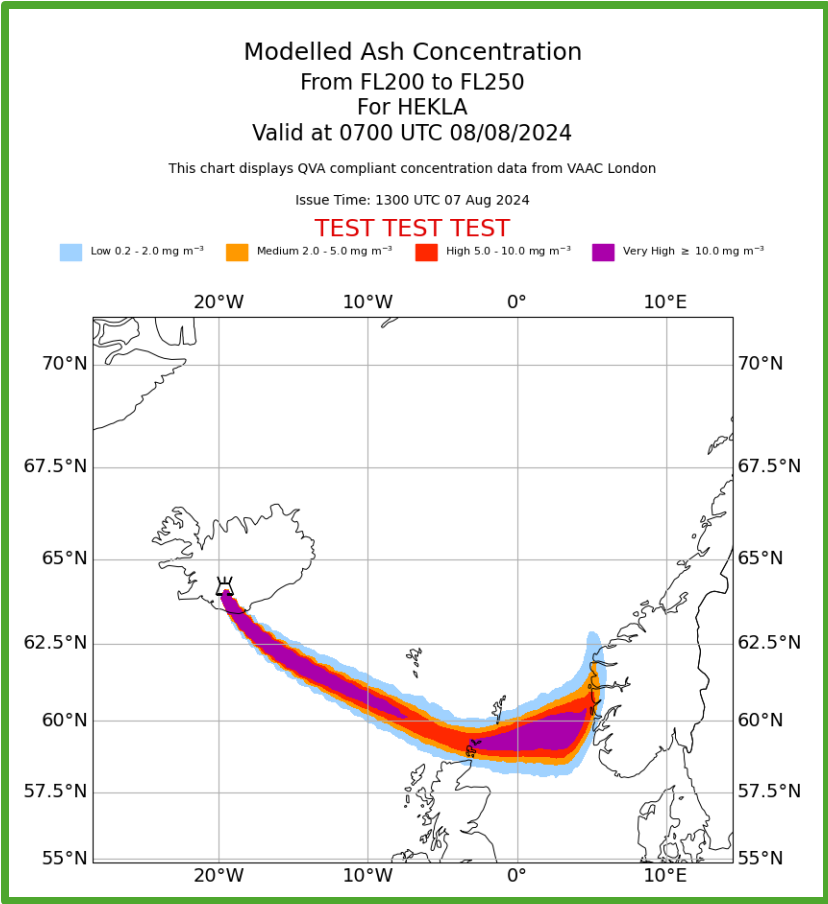 Modelled Ash Concentration
From FL200 to FL250
For HEKLA
Valid at 0700 UTC 08/08/2024
This chart displays QVA compliant concentration data from VAAC London
Issue Time: 1300 UTC 07 Aug 2024
TEST TEST TEST
Low 0.2 - 2.0 mg m⁻³ Medium 2.0 - 5.0 mg m⁻³ High 5.0 - 10.0 mg m⁻³ Very High ≥ 10.0 mg m⁻³
20°W 10°W 0° 10°E
70°N 70°N
67.5°N 67.5°N
65°N 65°N
62.5°N 62.5°N
60°N 60°N
57.5°N 57.5°N
55°N 55°N
20°W 10°W 0° 10°E